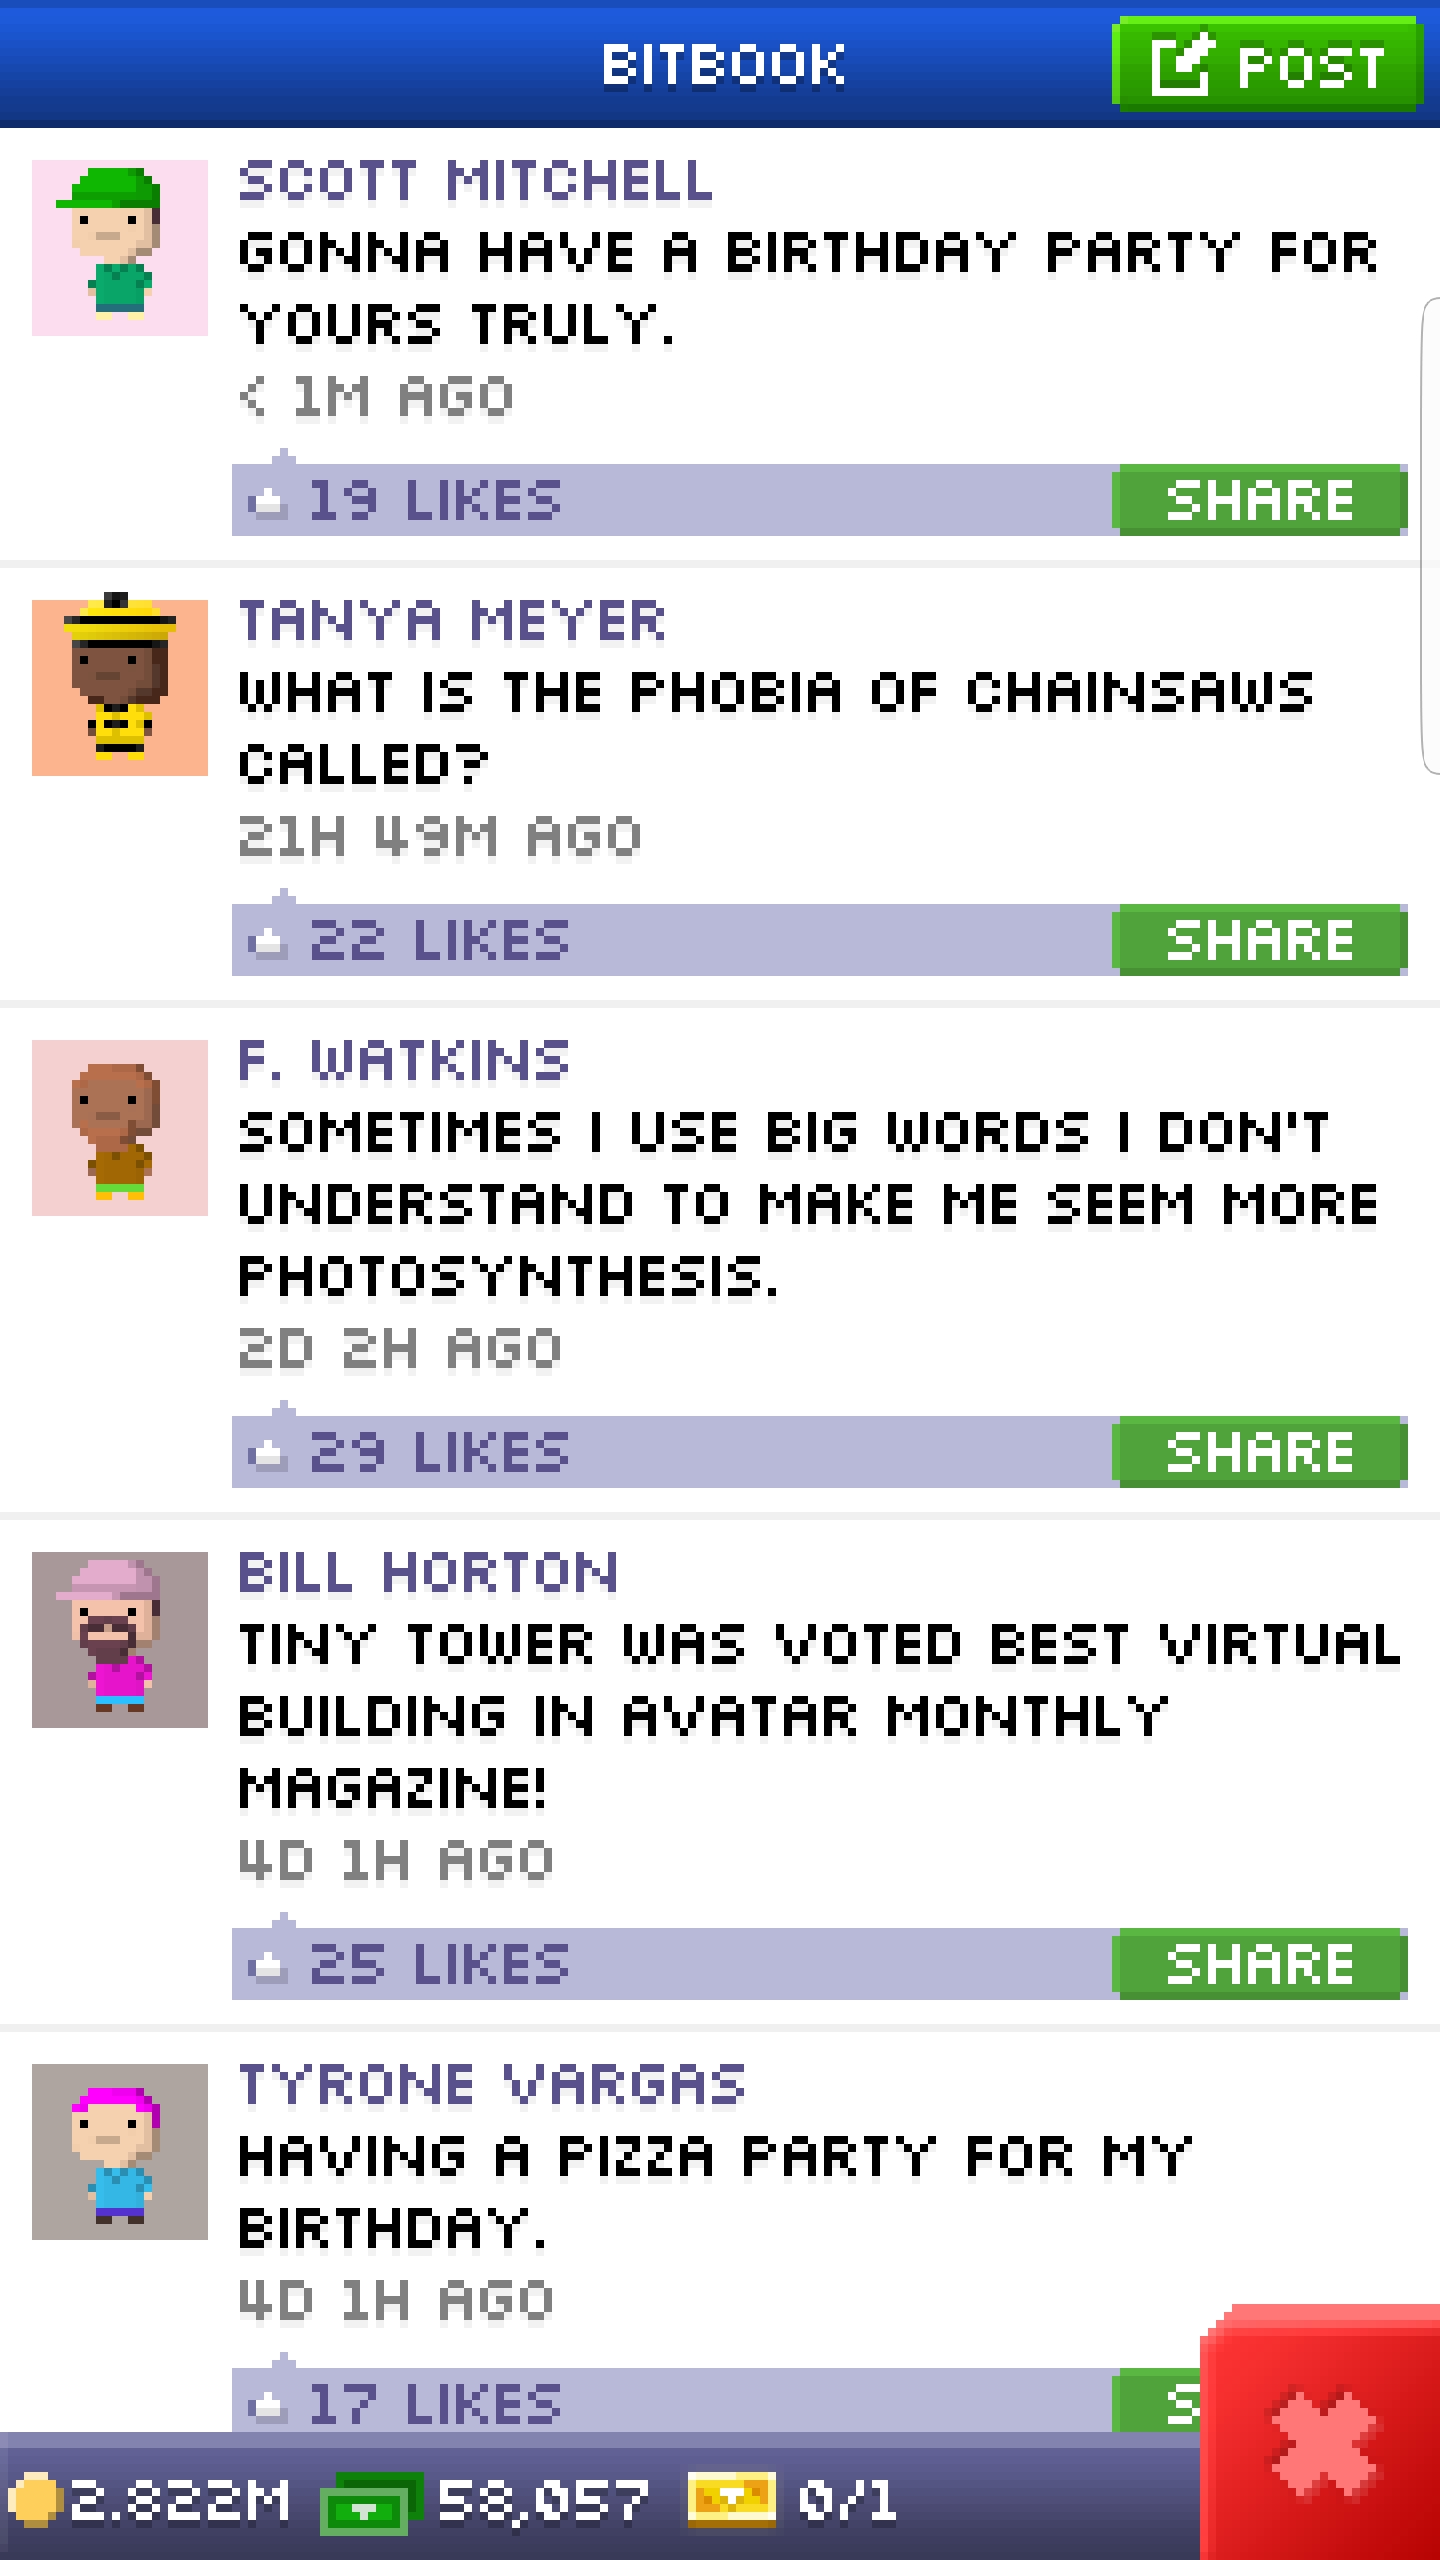 BITBOOK
POST
SCOTT MITCHELL
GONNA HAVE A BIRTHDAY PARTY FOR
YOURS TRULY.
< 1M AGO
19 LIKES
SHARE
TANYA MEYER
WHAT IS THE PHOBIA OF CHAINSAWS
CALLED?
21H 49M AGO
22 LIKES
SHARE
F. WATKINS
SOMETIMES I USE BIG WORDS I DON'T
UNDERSTAND TO MAKE ME SEEM MORE
PHOTOSYNTHESIS.
2D 2H AGO
29 LIKES
SHARE
BILL HORTON
TINY TOWER WAS VOTED BEST VIRTUAL
BUILDING IN AVATAR MONTHLY
MAGAZINE!
4D 1H AGO
25 LIKES
SHARE
TYRONE VARGAS
HAVING A PIZZA PARTY FOR MY
BIRTHDAY.
4D 1H AGO
17 LIKES
2.822M
58,057
0/1